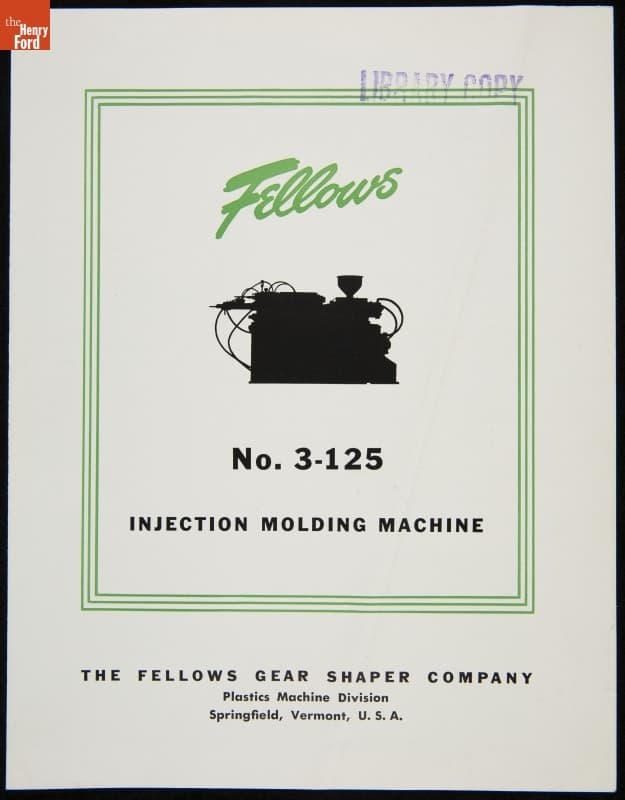 the
Henry
Ford
LIBRARY COPY
Fellows
No. 3-125
INJECTION MOLDING MACHINE
THE FELLOWS GEAR SHAPER COMPANY
Plastics Machine Division
Springfield, Vermont, U. S. A.